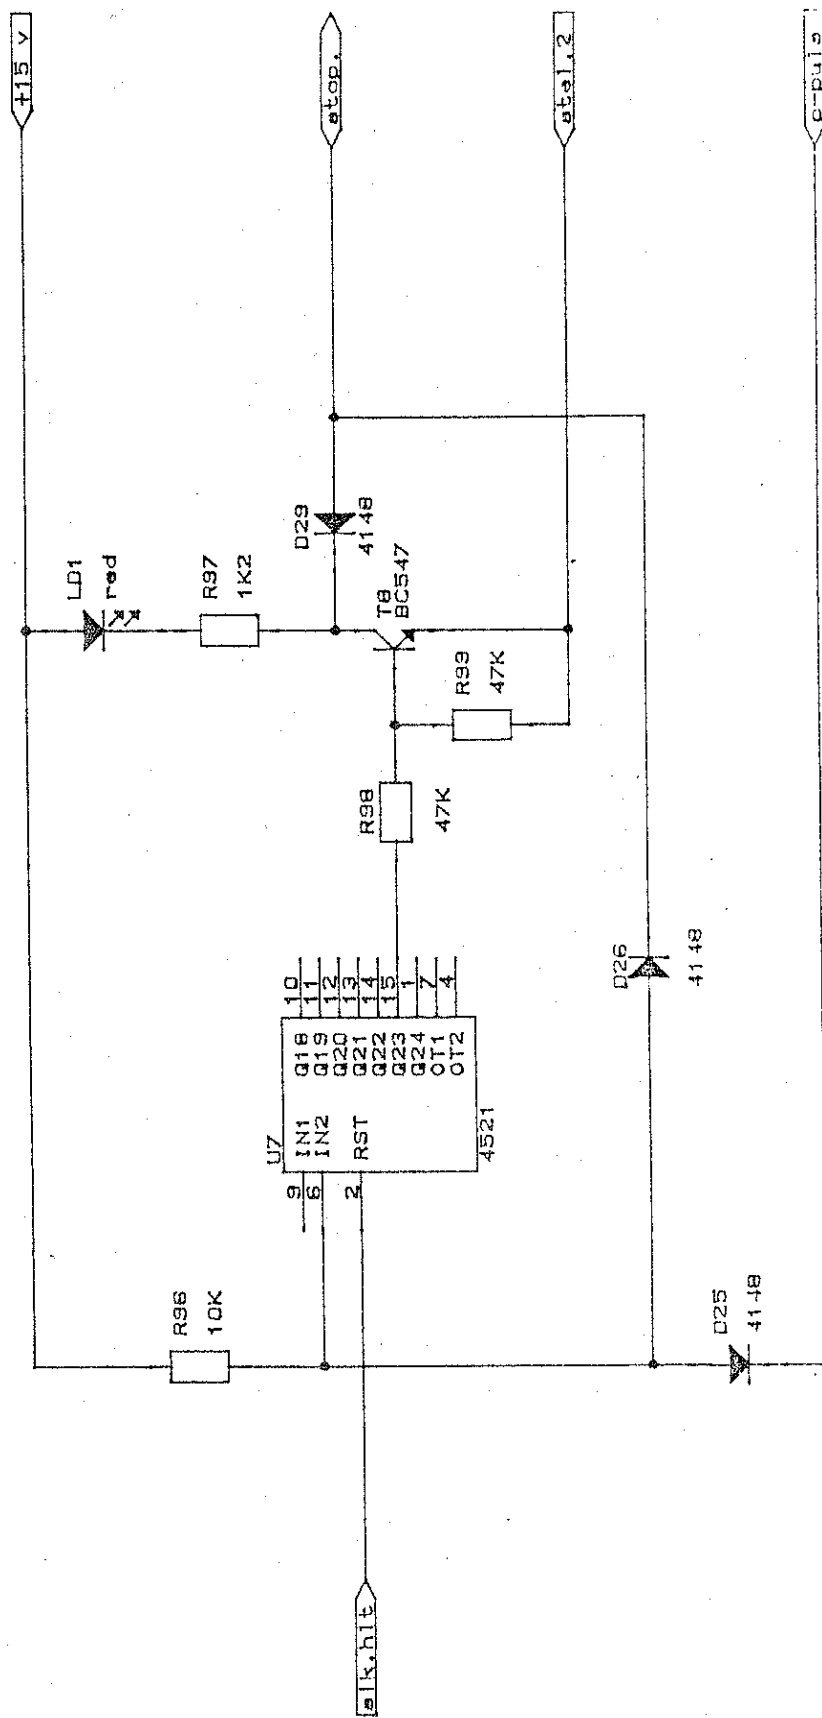 +15 v
stop.
stel.2
c-puls
LD1
red
R97
1K2
D29
4148
T8
BC547
R99
47K
R98
47K
U7
9 IN1
6 IN2
2 RST
Q18 10
Q19 11
Q20 12
Q21 13
Q22 14
Q23 15
Q24 1
OT1 7
OT2 4
4521
D26
4148
R96
10K
D25
4148
alk.hlt